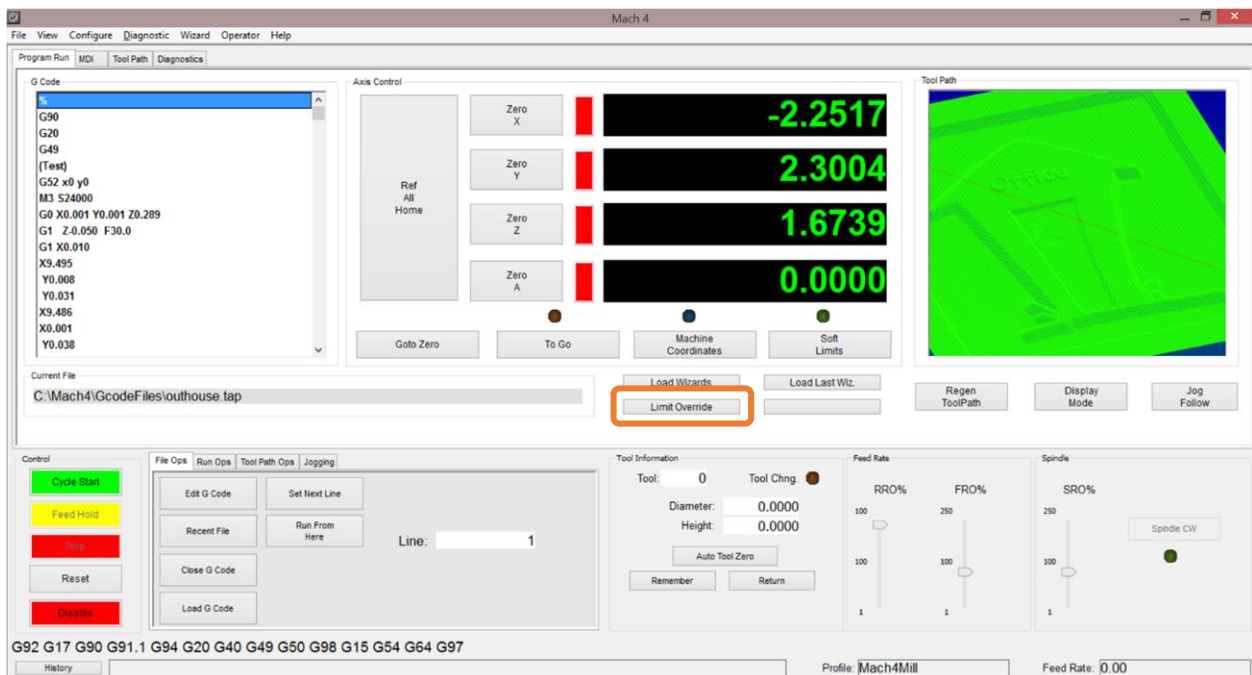 Mach 4
File View Configure Diagnostic Wizard Operator Help
Program Run MDI Tool Path Diagnostics
G Code
%
G90
G20
G49
(Test)
G52 x0 y0
M3 S24000
G0 X0.001 Y0.001 Z0.289
G1 Z-0.050 F30.0
G1 X0.010
X9.495
Y0.008
Y0.031
X9.486
X0.001
Y0.038
Axis Control
Ref
All
Home
Zero
X
-2.2517
Zero
Y
2.3004
Zero
Z
1.6739
Zero
A
0.0000
Goto Zero
To Go
Machine
Coordinates
Soft
Limits
Tool Path
Office
Current File
C:\Mach4\GcodeFiles\outhouse.tap
Load Wizards
Load Last Wiz.
Limit Override
Regen
ToolPath
Display
Mode
Jog
Follow
Control
Cycle Start
Feed Hold
Stop
Reset
Disable
File Ops Run Ops Tool Path Ops Jogging
Edit G Code
Set Next Line
Recent File
Run From
Here
Line: 1
Close G Code
Load G Code
Tool Information
Tool: 0 Tool Chng.
Diameter: 0.0000
Height: 0.0000
Auto Tool Zero
Remember
Return
Feed Rate
RRO% FRO%
100 250
100 100
1 1
Spindle
SRO%
250
100
1
Spindle CW
G92 G17 G90 G91.1 G94 G20 G40 G49 G50 G98 G15 G54 G64 G97
History
Profile: Mach4Mill
Feed Rate: 0.00